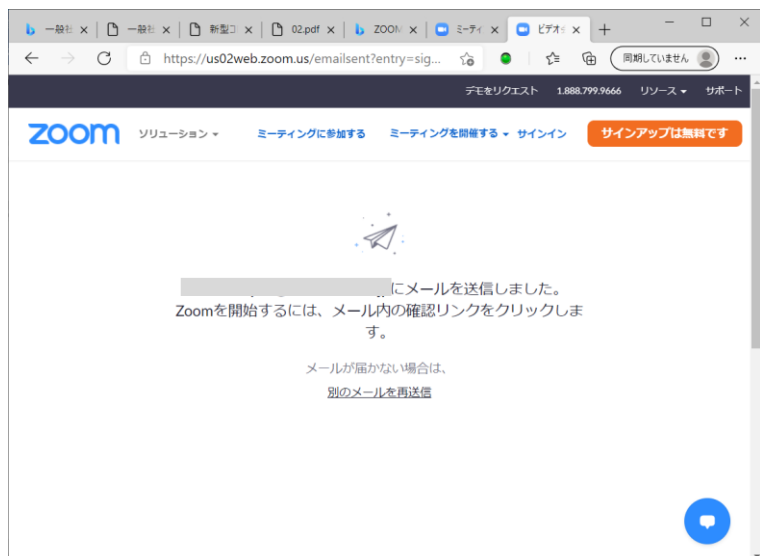 一般社
一般社
新型コ
02.pdf
ZOOM
ミーティ
ビデオ
https://us02web.zoom.us/emailsent?entry=sig...
同期していません
デモをリクエスト 1.888.799.9666 リソース サポート
zoom ソリューション ミーティングに参加する ミーティングを開催する サインイン サインアップは無料です
にメールを送信しました。
Zoomを開始するには、メール内の確認リンクをクリックしま
す。
メールが届かない場合は、
別のメールを再送信